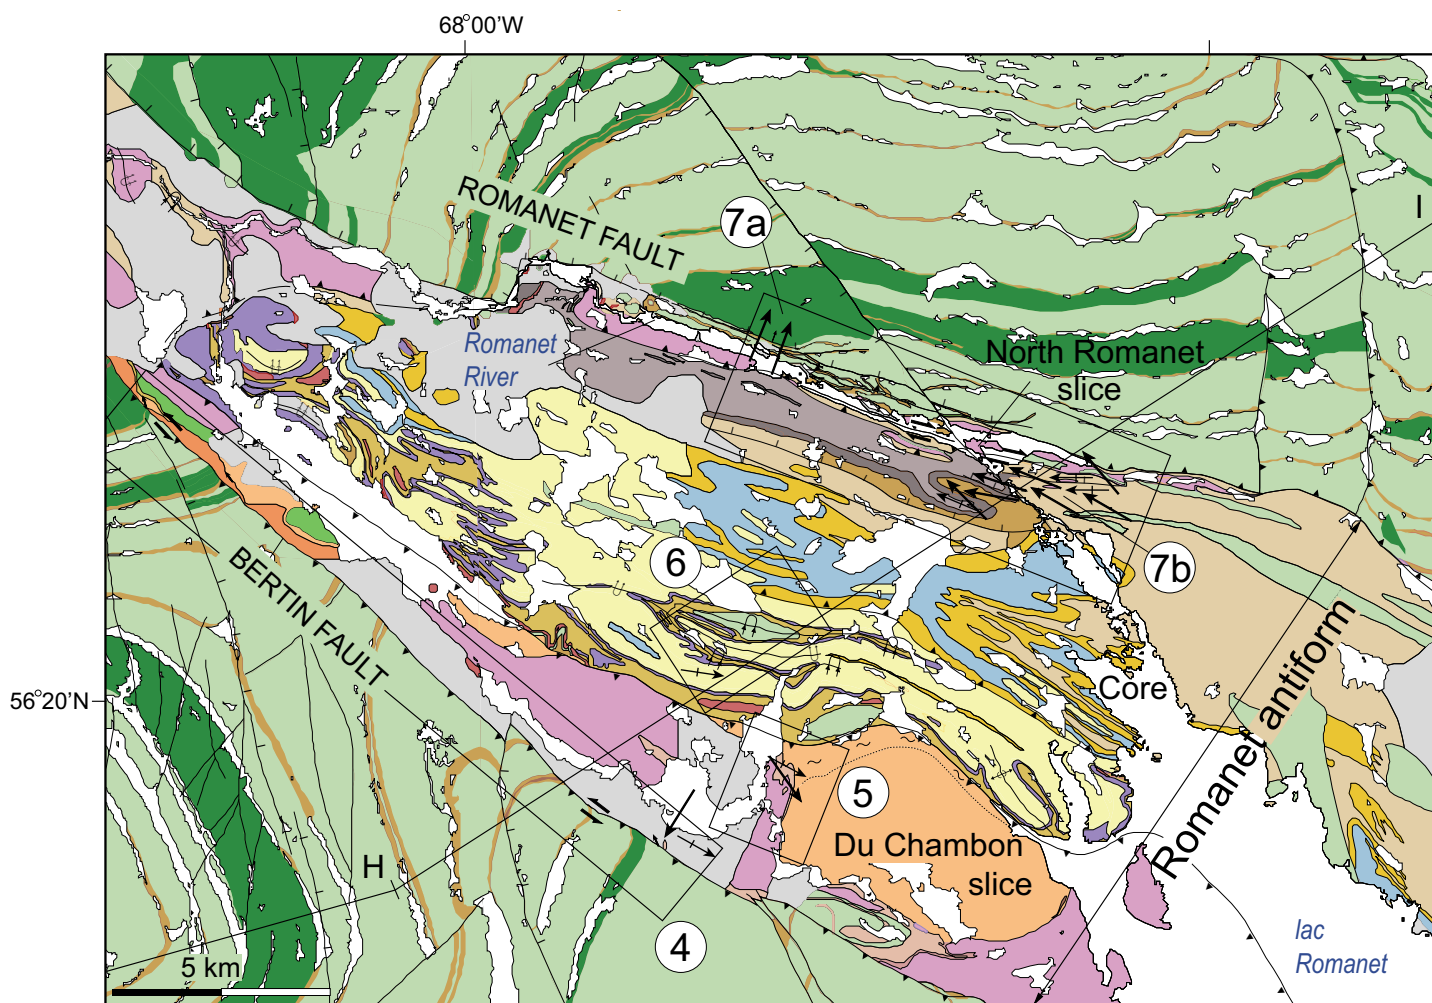 68°00'W
I
ROMANET FAULT
7a
Romanet
River
North Romanet
slice
6
7b
BERTIN FAULT
56°20'N
Core
Romanet antiform
5
Du Chambon
slice
H
4
lac
Romanet
5 km